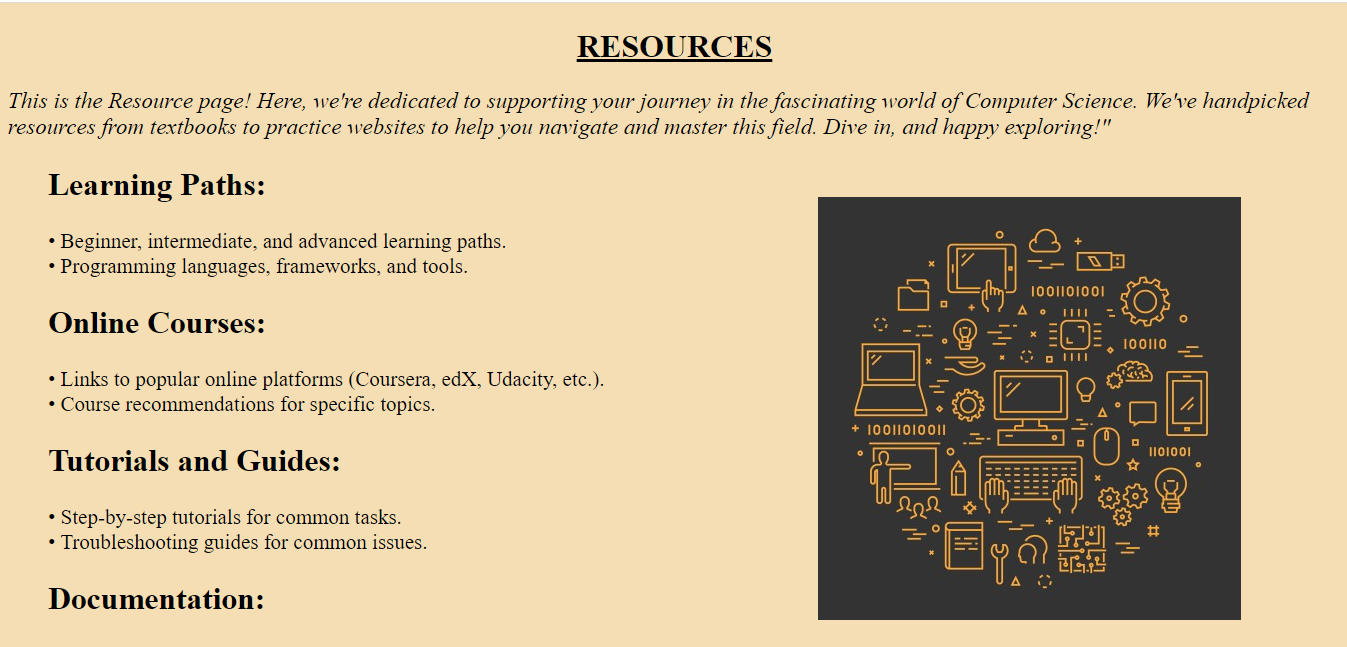 RESOURCES
This is the Resource page! Here, we're dedicated to supporting your journey in the fascinating world of Computer Science. We've handpicked
resources from textbooks to practice websites to help you navigate and master this field. Dive in, and happy exploring!"
Learning Paths:
• Beginner, intermediate, and advanced learning paths.
• Programming languages, frameworks, and tools.
Online Courses:
• Links to popular online platforms (Coursera, edX, Udacity, etc.).
• Course recommendations for specific topics.
Tutorials and Guides:
• Step-by-step tutorials for common tasks.
• Troubleshooting guides for common issues.
Documentation:
1001101001
100110
10011010011
1101001